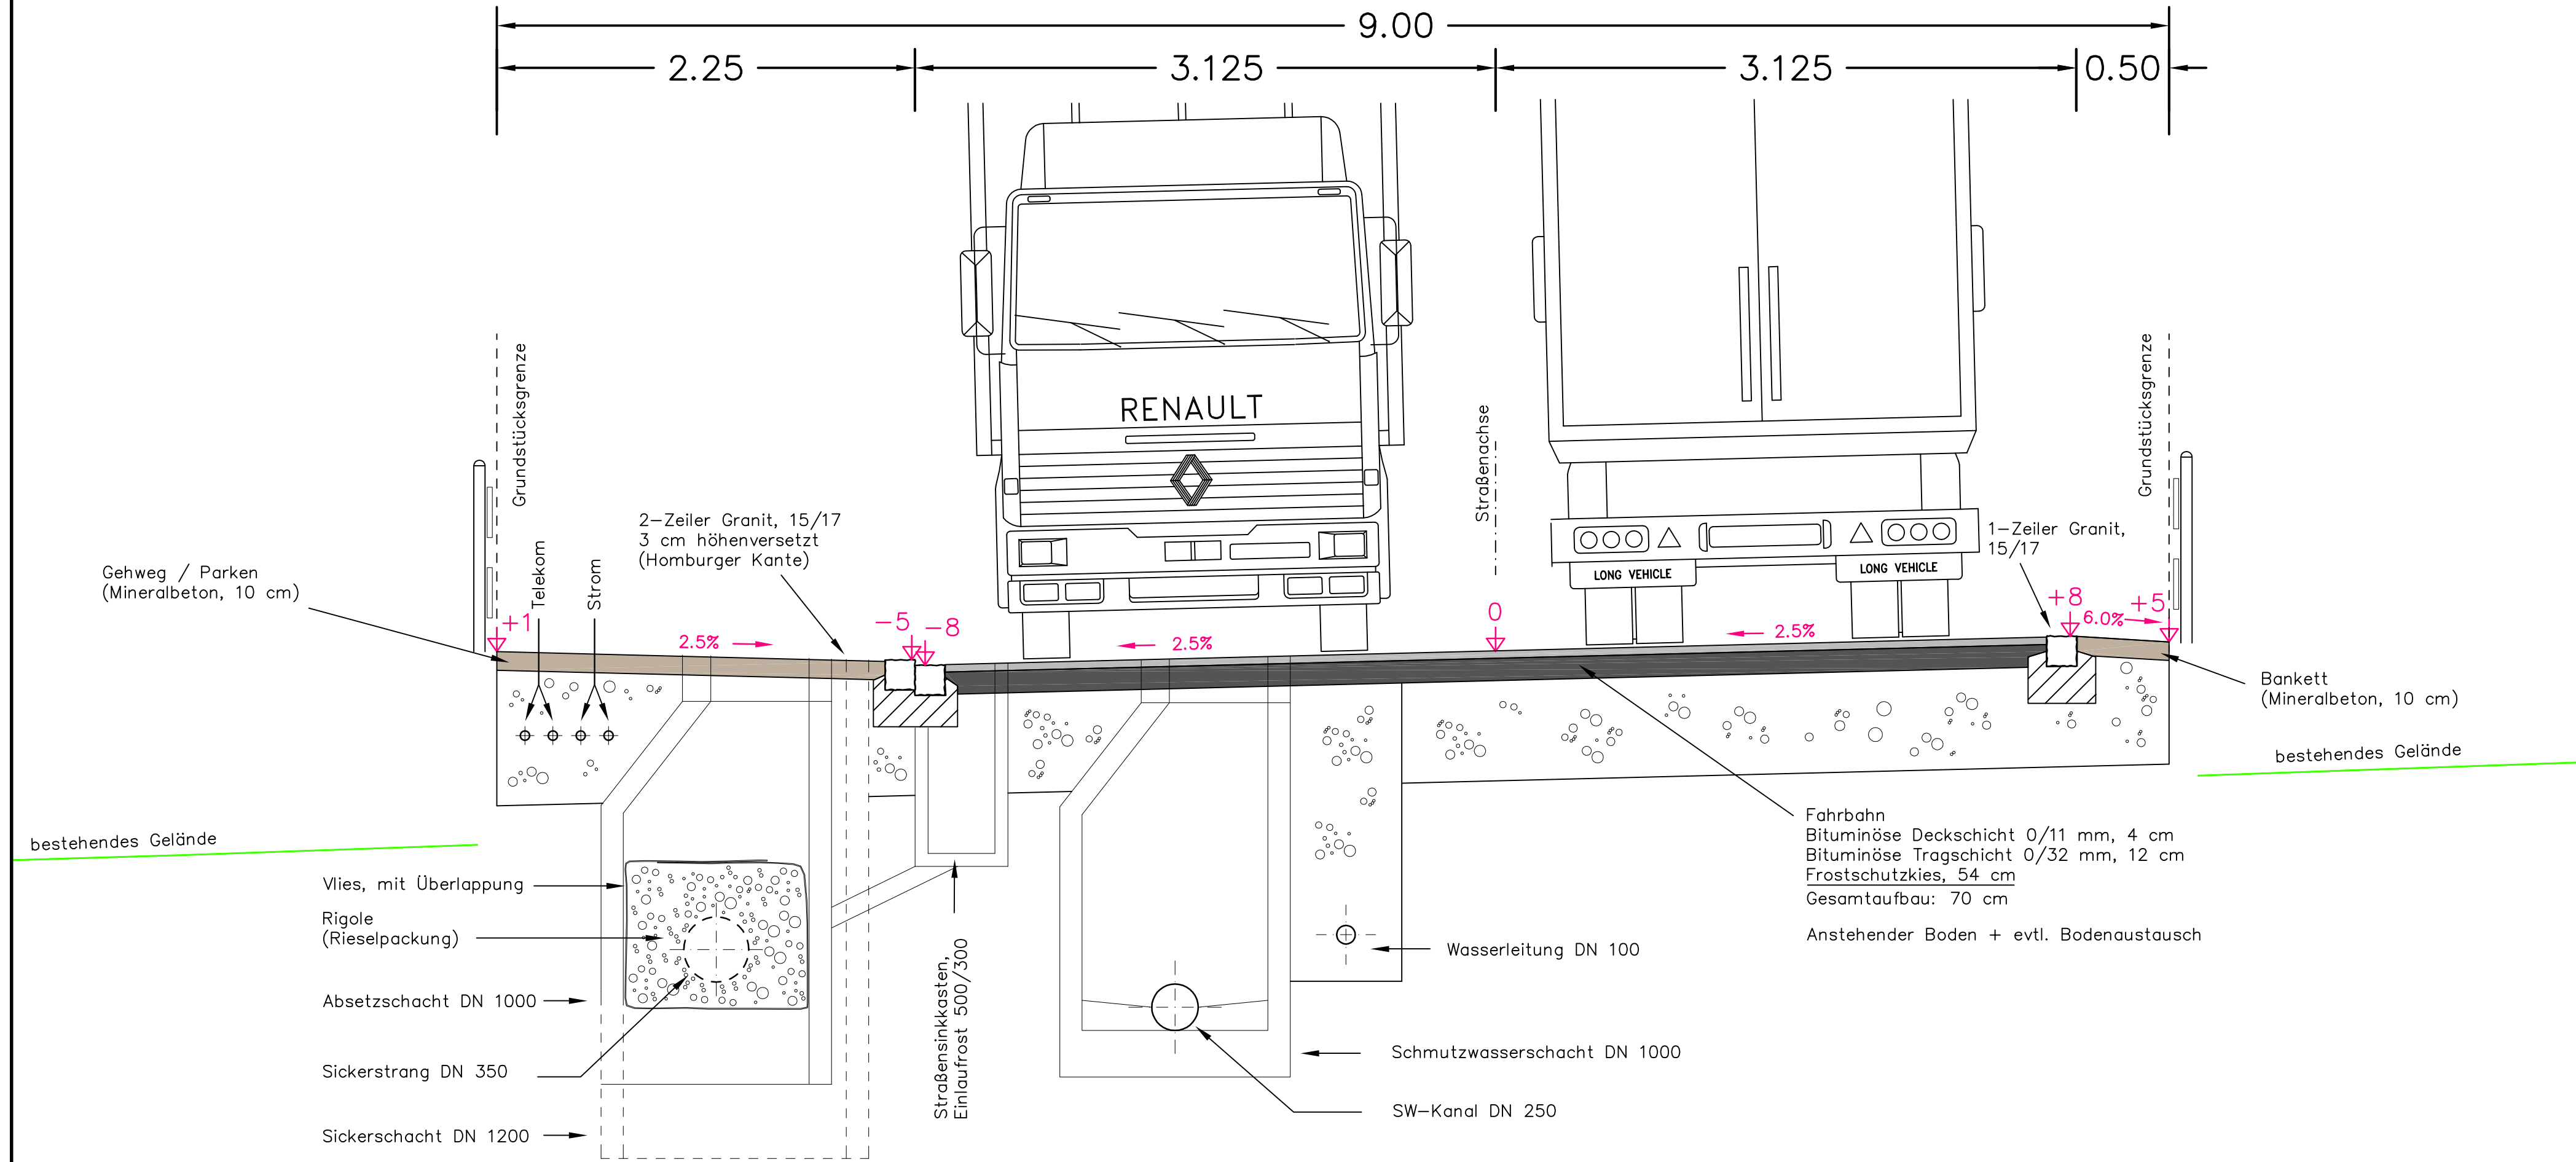 9.00
2.25
3.125
3.125
0.50
RENAULT
Grundstücksgrenze
Straßenachse
Grundstücksgrenze
2-Zeiler Granit, 15/17
3 cm höhenversetzt
(Homburger Kante)
1-Zeiler Granit,
15/17
LONG VEHICLE
LONG VEHICLE
Gehweg / Parken
(Mineralbeton, 10 cm)
Telekom
Strom
+1
2.5%
-5
-8
2.5%
0
2.5%
+8
6.0%
+5
Bankett
(Mineralbeton, 10 cm)
bestehendes Gelände
bestehendes Gelände
Fahrbahn
Bituminöse Deckschicht 0/11 mm, 4 cm
Bituminöse Tragschicht 0/32 mm, 12 cm
Frostschutzkies, 54 cm
Gesamtaufbau: 70 cm
Anstehender Boden + evtl. Bodenaustausch
Vlies, mit Überlappung
Rigole
(Rieselpackung)
Absetzschacht DN 1000
Sickerstrang DN 350
Sickerschacht DN 1200
Straßensinkkasten,
Einlaufrost 500/300
Wasserleitung DN 100
Schmutzwasserschacht DN 1000
SW-Kanal DN 250